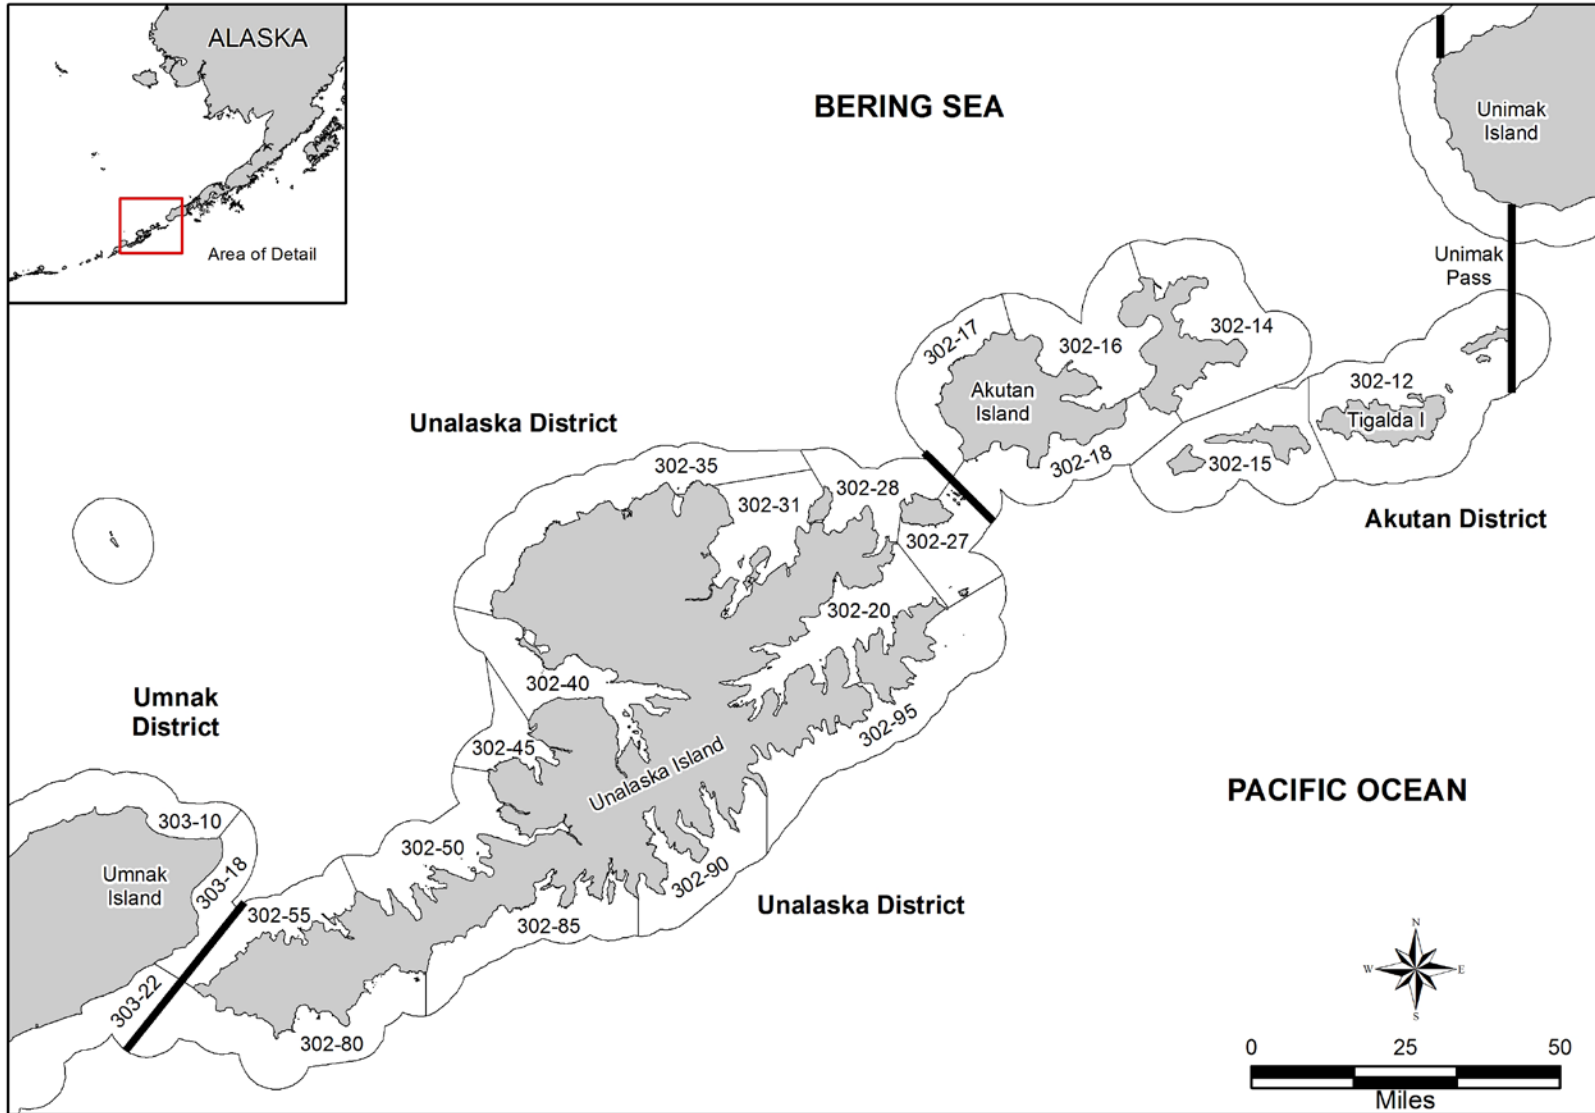 ALASKA
Area of Detail
BERING SEA
Unimak
Island
Unimak
Pass
302-14
302-17
302-16
302-12
Akutan
Island
Tigalda I
302-18
302-15
Akutan District
Unalaska District
302-35
302-28
302-31
302-27
302-20
302-40
302-45
302-95
Unalaska Island
Umnak
District
PACIFIC OCEAN
303-10
303-18
Umnak
Island
302-50
302-55
302-90
302-85
Unalaska District
303-22
302-80
N
W
E
S
0
25
50
Miles